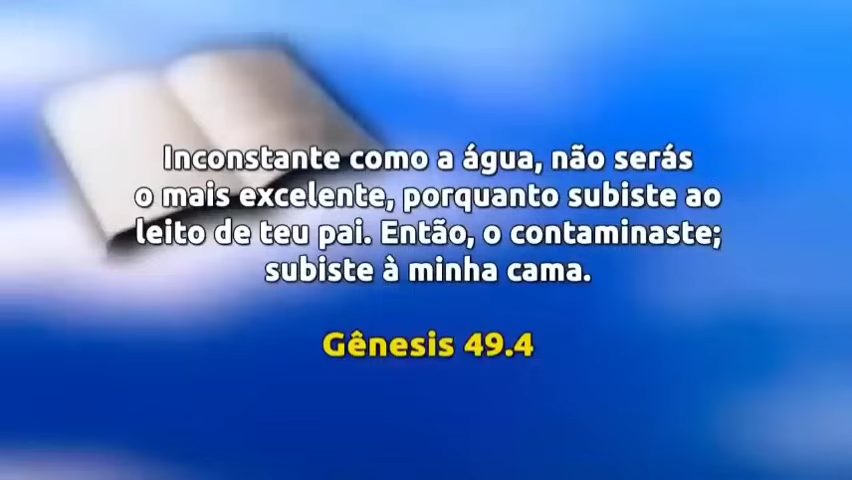 Inconstante como a água, não serás
o mais excelente, porquanto subiste ao
leito de teu pai. Então, o contaminaste;
subiste à minha cama.
Gênesis 49.4